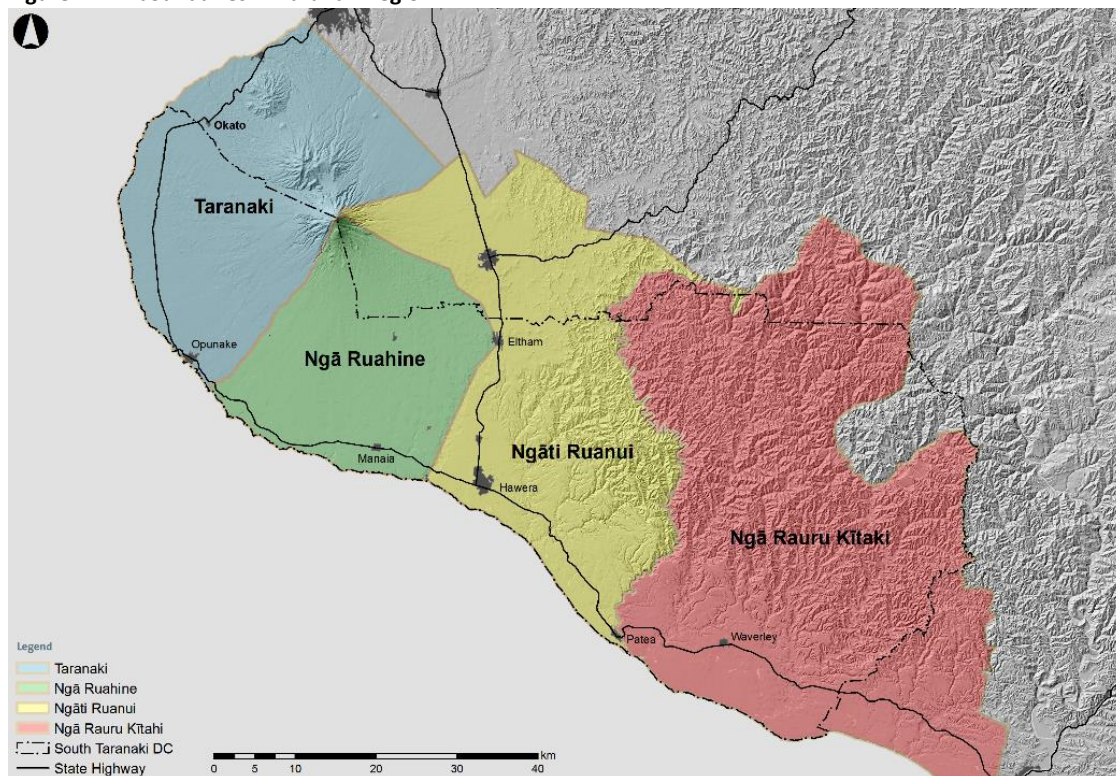 Okato
Taranaki
Opunake
Ngā Ruahine
Eltham
Manaia
Ngāti Ruanui
Hawera
Ngā Rauru Kītaki
Patea
Waverley
Legend
Taranaki
Ngā Ruahine
Ngāti Ruanui
Ngā Rauru Kītahi
South Taranaki DC
State Highway
km
0 5 10 20 30 40